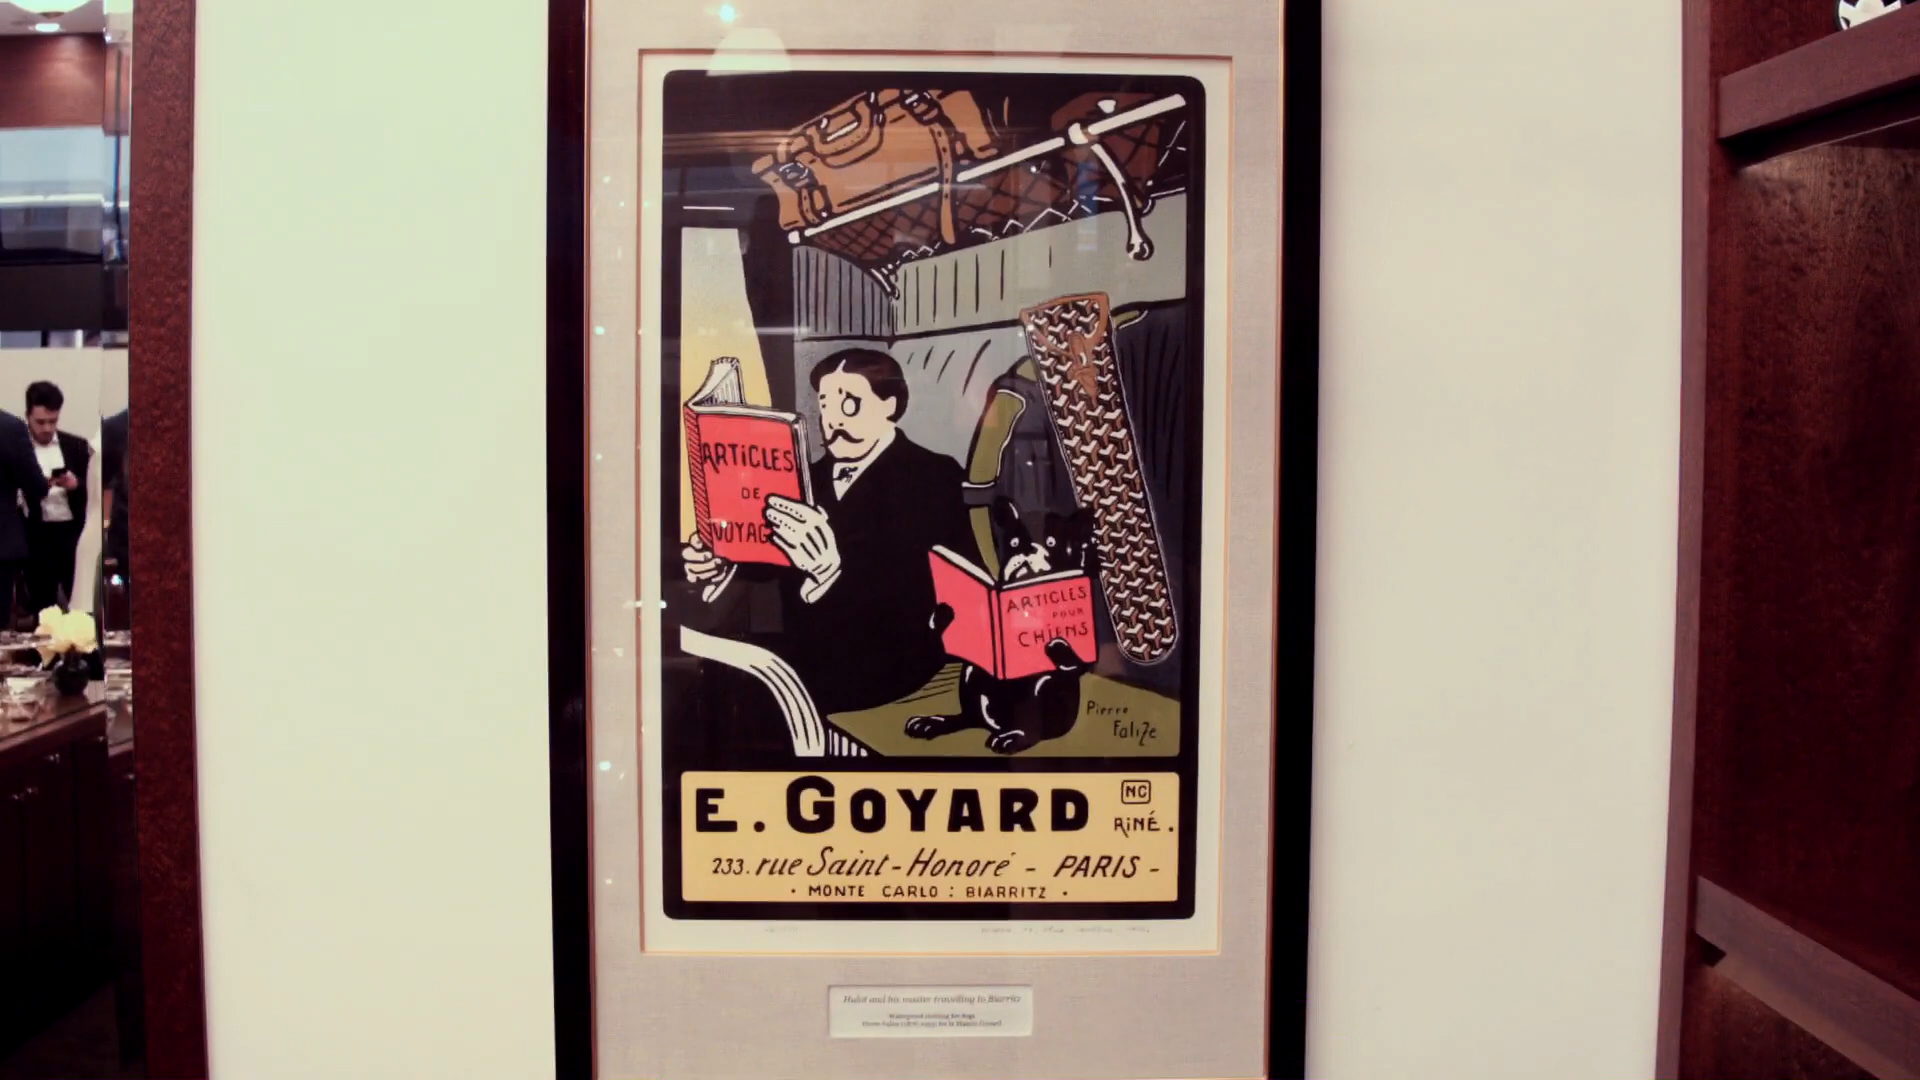 ARTiCLES
DE
VOYAG
ARTICLES
POUR
CHiENS
Pierre
Falize
E. GOYARD
NC
RiNÉ.
233. rue Saint-Honoré - PARIS -
· MONTE CARLO : BIARRITZ ·
Hulot and his master travelling to Biarritz